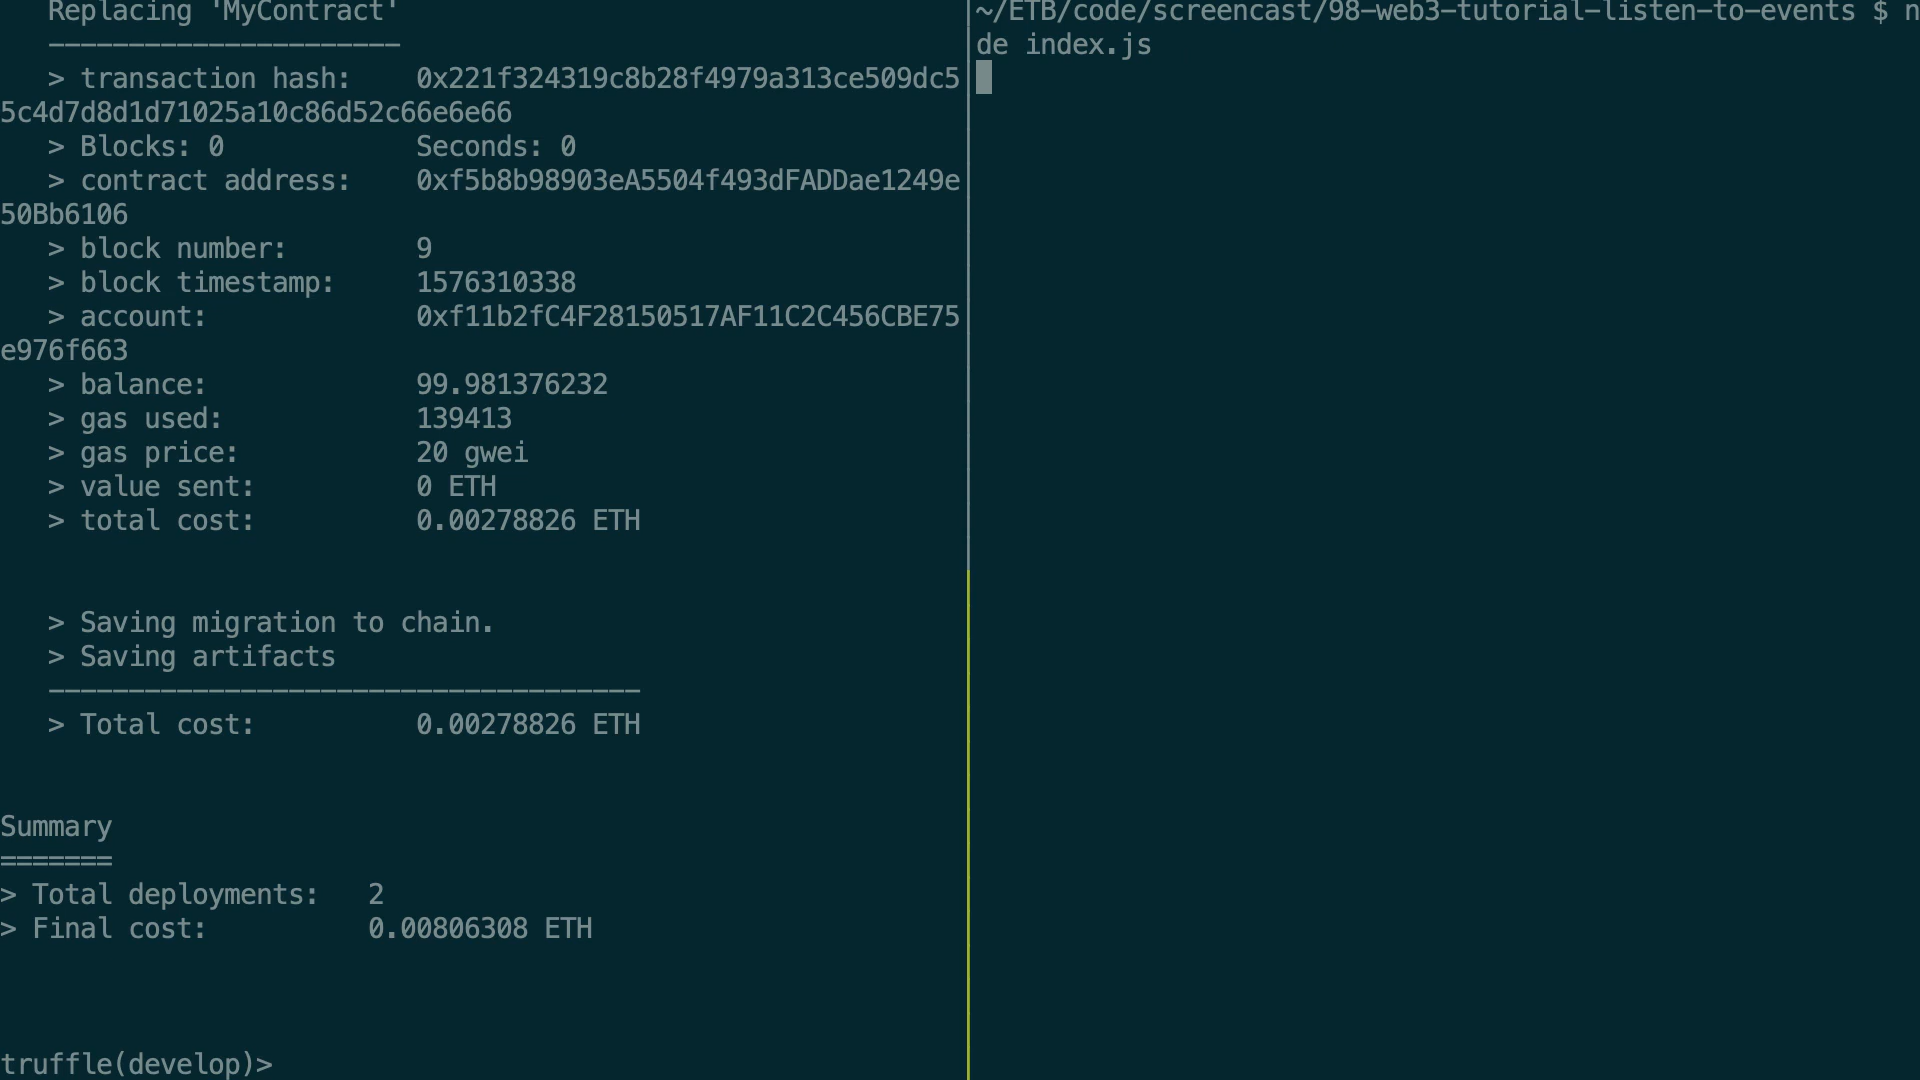 Replacing 'MyContract'
----------------------
> transaction hash:    0x221f324319c8b28f4979a313ce509dc5
5c4d7d8d1d71025a10c86d52c66e6e66
> Blocks: 0            Seconds: 0
> contract address:    0xf5b8b98903eA5504f493dFADDae1249e
50Bb6106
> block number:        9
> block timestamp:     1576310338
> account:             0xf11b2fC4F28150517AF11C2C456CBE75
e976f663
> balance:             99.981376232
> gas used:            139413
> gas price:           20 gwei
> value sent:          0 ETH
> total cost:          0.00278826 ETH
> Saving migration to chain.
> Saving artifacts
-------------------------------------
> Total cost:          0.00278826 ETH
Summary
=======
> Total deployments:   2
> Final cost:          0.00806308 ETH
truffle(develop)>
~/ETB/code/screencast/98-web3-tutorial-listen-to-events $ n
de index.js